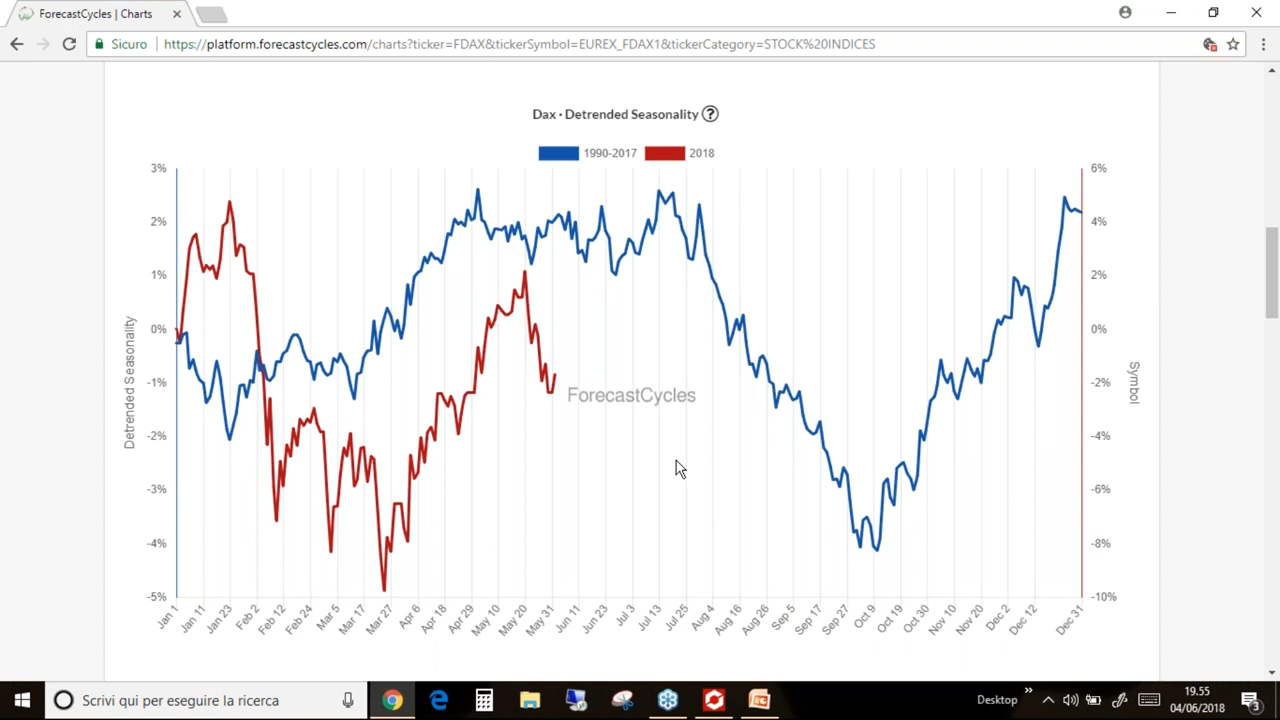 ForecastCycles | Charts
Sicuro | https://platform.forecastcycles.com/charts?ticker=FDAX&tickerSymbol=EUREX_FDAX1&tickerCategory=STOCK%20INDICES
Dax · Detrended Seasonality ?
1990-2017 2018
3% 6%
2% 4%
1% 2%
0% 0%
-1% -2%
-2% -4%
-3% -6%
-4% -8%
-5% -10%
Detrended Seasonality
Symbol
ForecastCycles
Jan 1 Jan 11 Jan 23 Feb 2 Feb 12 Feb 24 Mar 5 Mar 17 Mar 27 Apr 6 Apr 18 Apr 29 May 10 May 20 May 31 Jun 11 Jun 23 Jul 3 Jul 13 Jul 25 Aug 4 Aug 16 Aug 26 Sep 5 Sep 17 Sep 27 Oct 9 Oct 19 Oct 30 Nov 10 Nov 20 Dec 2 Dec 12 Dec 31
Scrivi qui per eseguire la ricerca
Desktop
19.55
04/06/2018
3